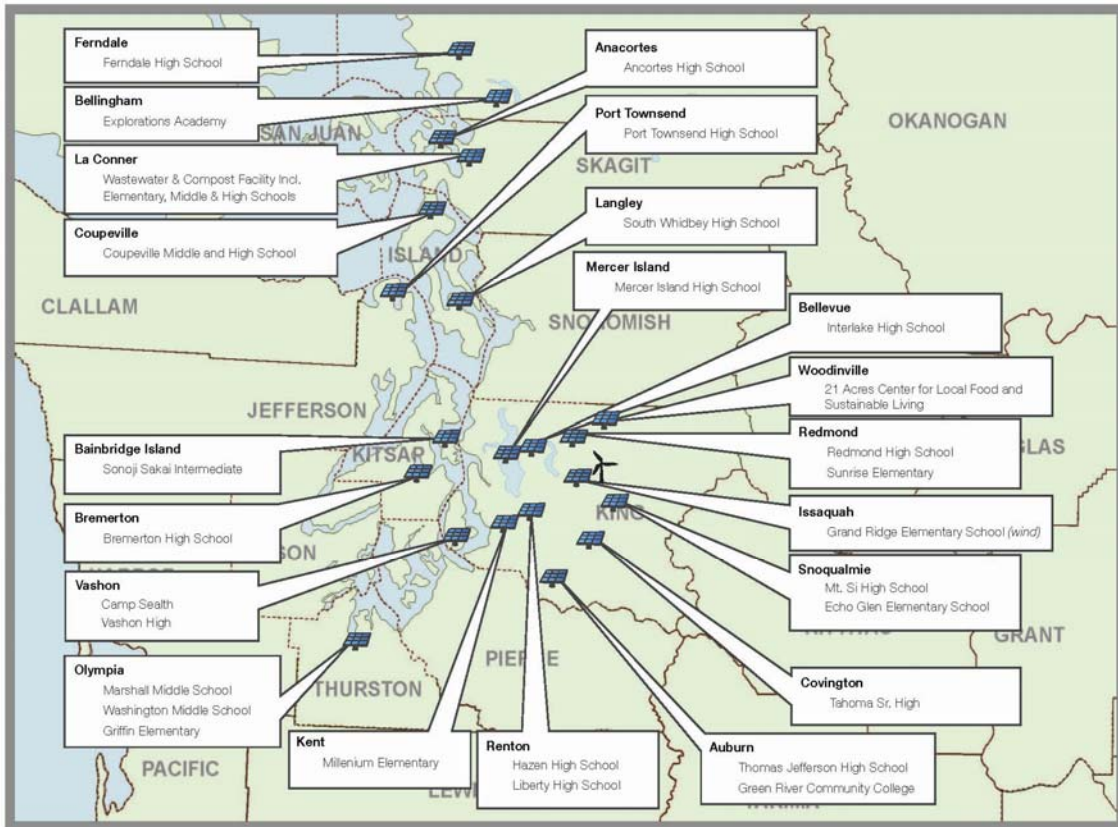 Ferndale
Ferndale High School
Bellingham
Explorations Academy
La Conner
Wastewater & Compost Facility Incl.
Elementary, Middle & High Schools
Coupeville
Coupeville Middle and High School
Anacortes
Ancortes High School
Port Townsend
Port Townsend High School
Langley
South Whidbey High School
Mercer Island
Mercer Island High School
Bellevue
Interlake High School
Woodinville
21 Acres Center for Local Food and
Sustainable Living
Redmond
Redmond High School
Sunrise Elementary
Issaquah
Grand Ridge Elementary School (wind)
Snoqualmie
Mt. Si High School
Echo Glen Elementary School
Covington
Tahoma Sr. High
Auburn
Thomas Jefferson High School
Green River Community College
Renton
Hazen High School
Liberty High School
Kent
Millenium Elementary
Bainbridge Island
Sonoji Sakai Intermediate
Bremerton
Bremerton High School
Vashon
Camp Sealth
Vashon High
Olympia
Marshall Middle School
Washington Middle School
Griffin Elementary
SAN JUAN
SKAGIT
OKANOGAN
ISLAND
CLALLAM
SNOHOMISH
JEFFERSON
KITSAP
KING
PIERCE
THURSTON
PACIFIC
GRANT